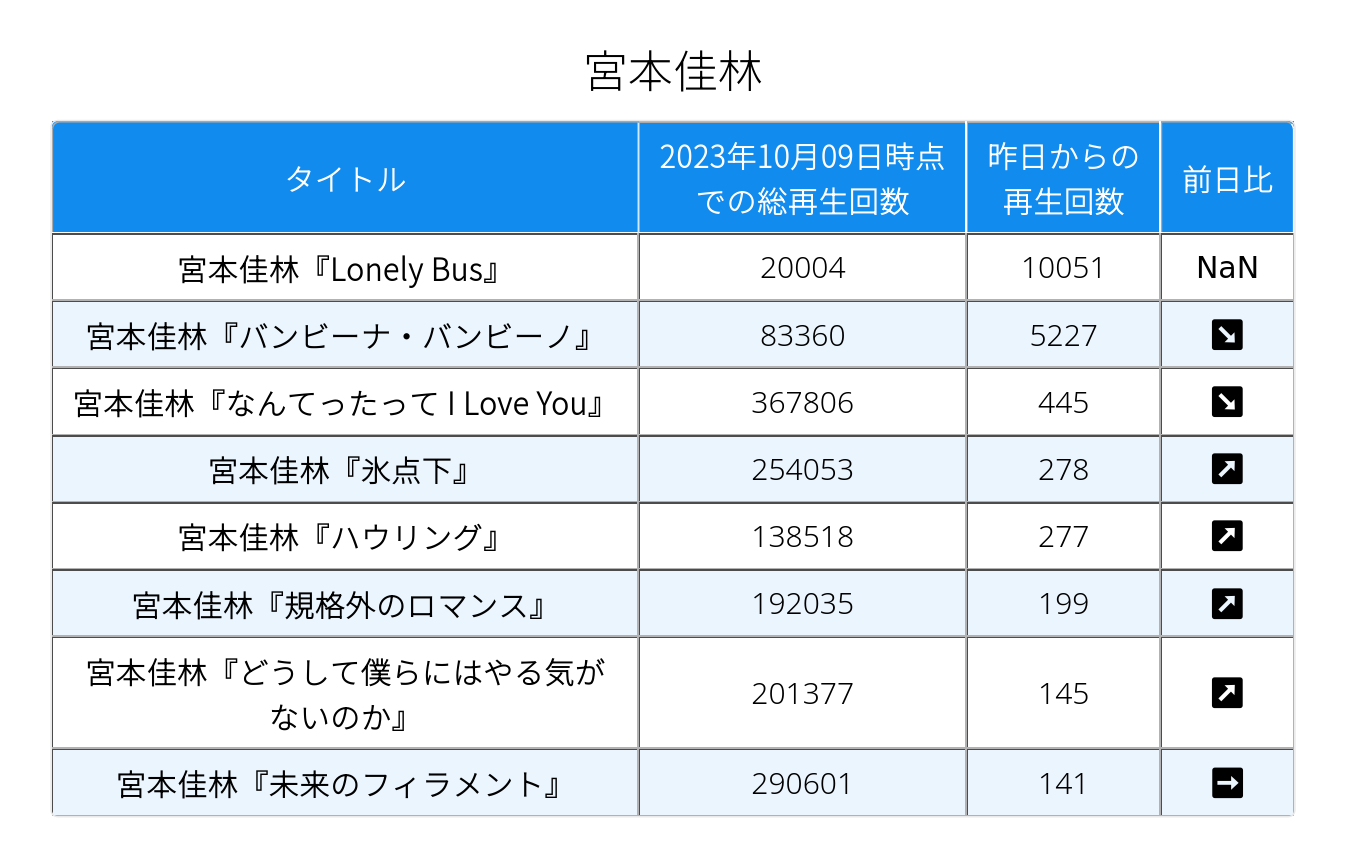 宮本佳林
タイトル
2023年10月09日時点
での総再生回数
昨日からの
再生回数
前日比
宮本佳林『Lonely Bus』
20004
10051
NaN
宮本佳林『バンビーナ・バンビーノ』
83360
5227
↘
宮本佳林『なんてったって I Love You』
367806
445
↘
宮本佳林『氷点下』
254053
278
↗
宮本佳林『ハウリング』
138518
277
↗
宮本佳林『規格外のロマンス』
192035
199
↗
宮本佳林『どうして僕らにはやる気が
ないのか』
201377
145
↗
宮本佳林『未来のフィラメント』
290601
141
→